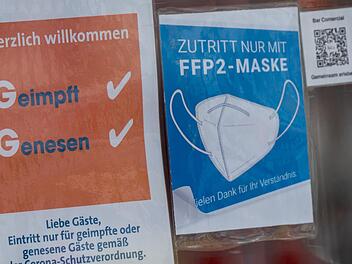 erzlich willkommen
Geimpft
Genesen
Liebe Gäste,
Eintritt nur für geimpfte oder
genesene Gäste gemäß
Corona-Schutzverordnung.
ZUTRITT NUR MIT
FFP2-MASKE
ielen Dank für Ihr Verständnis.
Bar Comercial
Gemeinsam